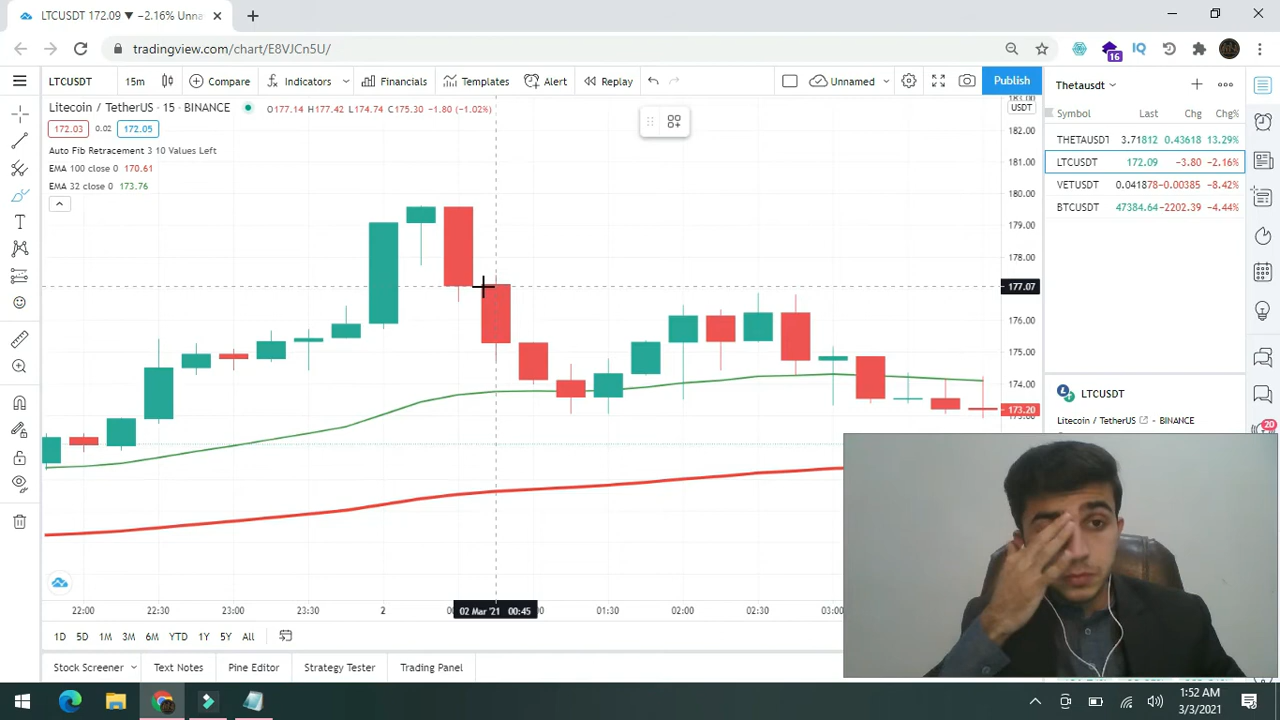 LTCUSDT 172.09 ▼ −2.16% Unna
tradingview.com/chart/E8VJCn5U/
16
LTCUSDT 15m Compare Indicators Financials Templates Alert Replay Unnamed Publish
Thetausdt
Litecoin / TetherUS · 15 · BINANCE O177.14 H177.42 L174.74 C175.30 −1.80 (−1.02%)
172.03 0.02 172.05
Auto Fib Retracement 3 10 Values Left
EMA 100 close 0 170.61
EMA 32 close 0 173.76
183.00
USDT
182.00
181.00
180.00
179.00
178.00
177.07
176.00
175.00
174.00
173.20
173.00
Symbol Last Chg Chg%
THETAUSDT 3.71812 0.43618 13.29%
LTCUSDT 172.09 −3.80 −2.16%
VETUSDT 0.041878 −0.00385 −8.42%
BTCUSDT 47384.64 −2202.39 −4.44%
LTCUSDT
Litecoin / TetherUS BINANCE
20
22:00 22:30 23:00 23:30 2 02 Mar '21 00:45 01:30 02:00 02:30 03:00
1D 5D 1M 3M 6M YTD 1Y 5Y All
Stock Screener Text Notes Pine Editor Strategy Tester Trading Panel
1:52 AM
3/3/2021